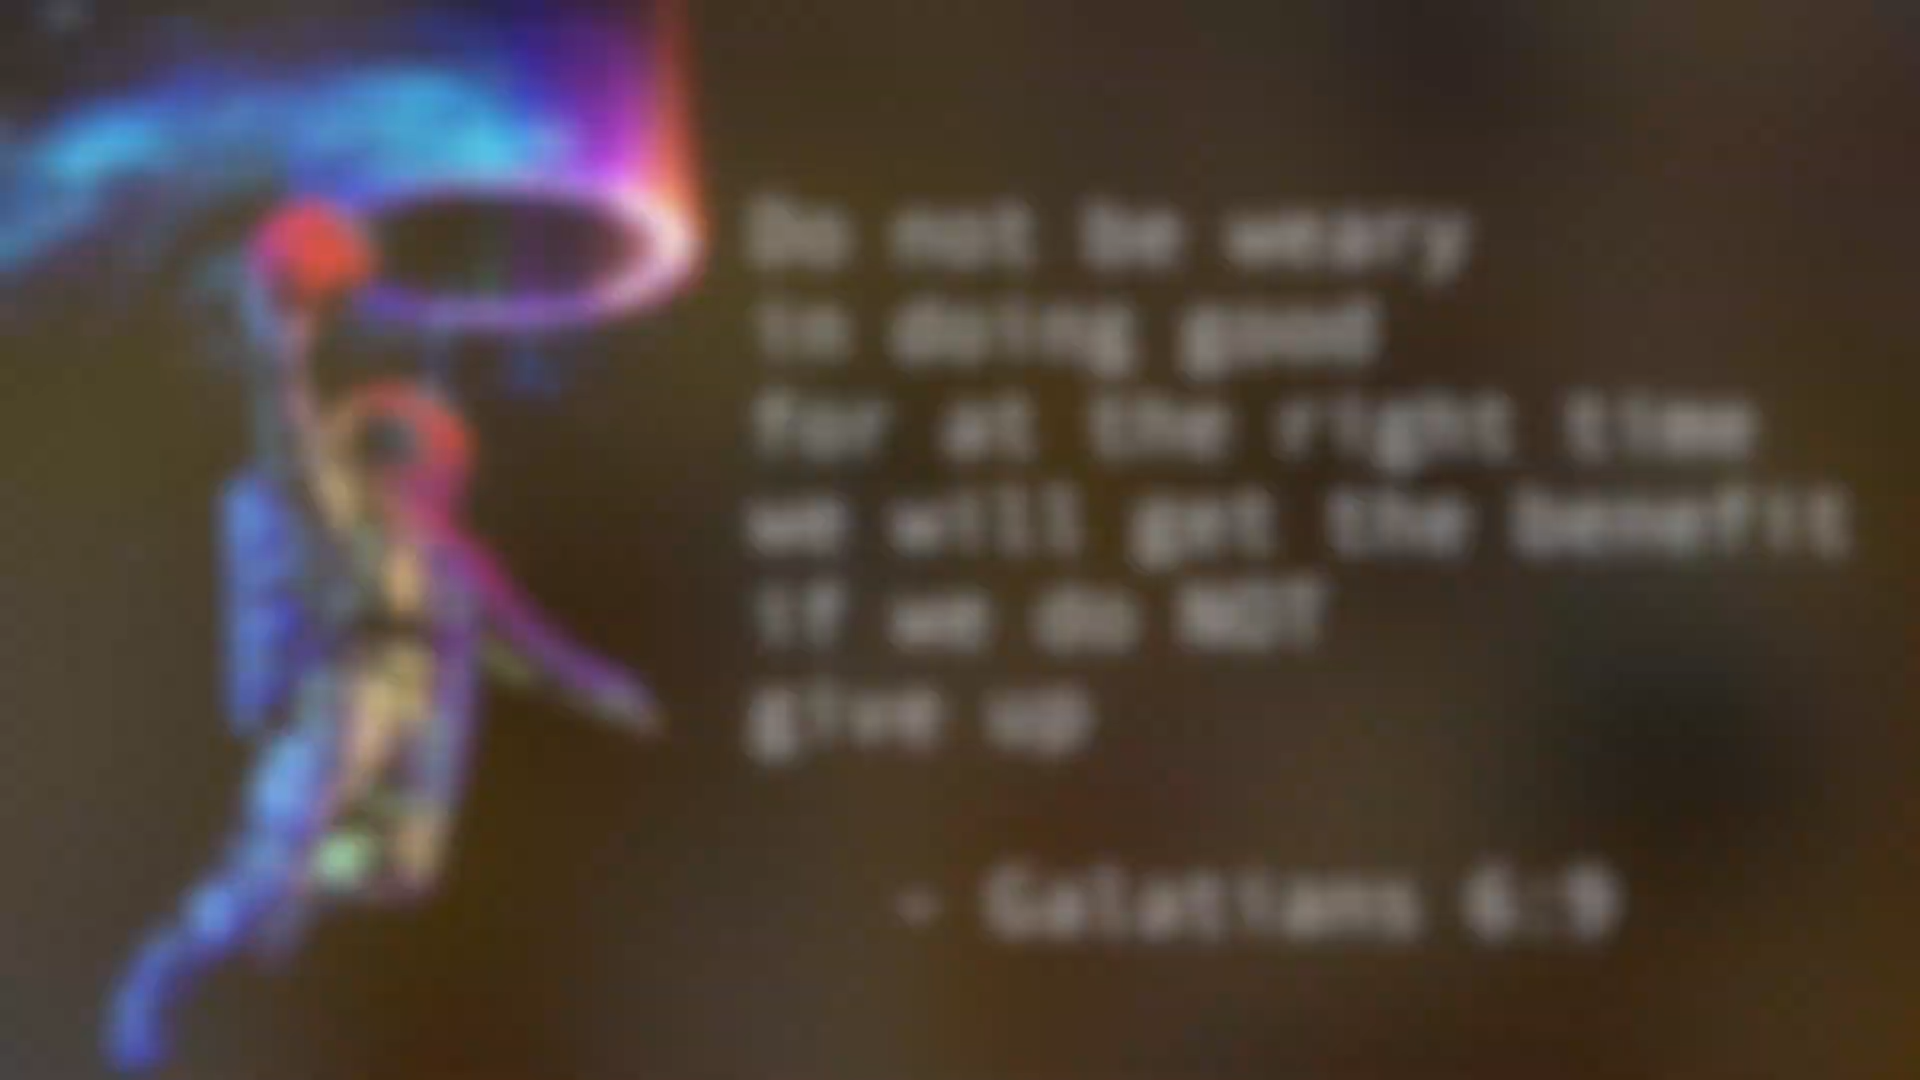 Do not be weary
in doing good
for at the right time
we will get the benefit
if we do NOT
give up
- Galatians 6:9